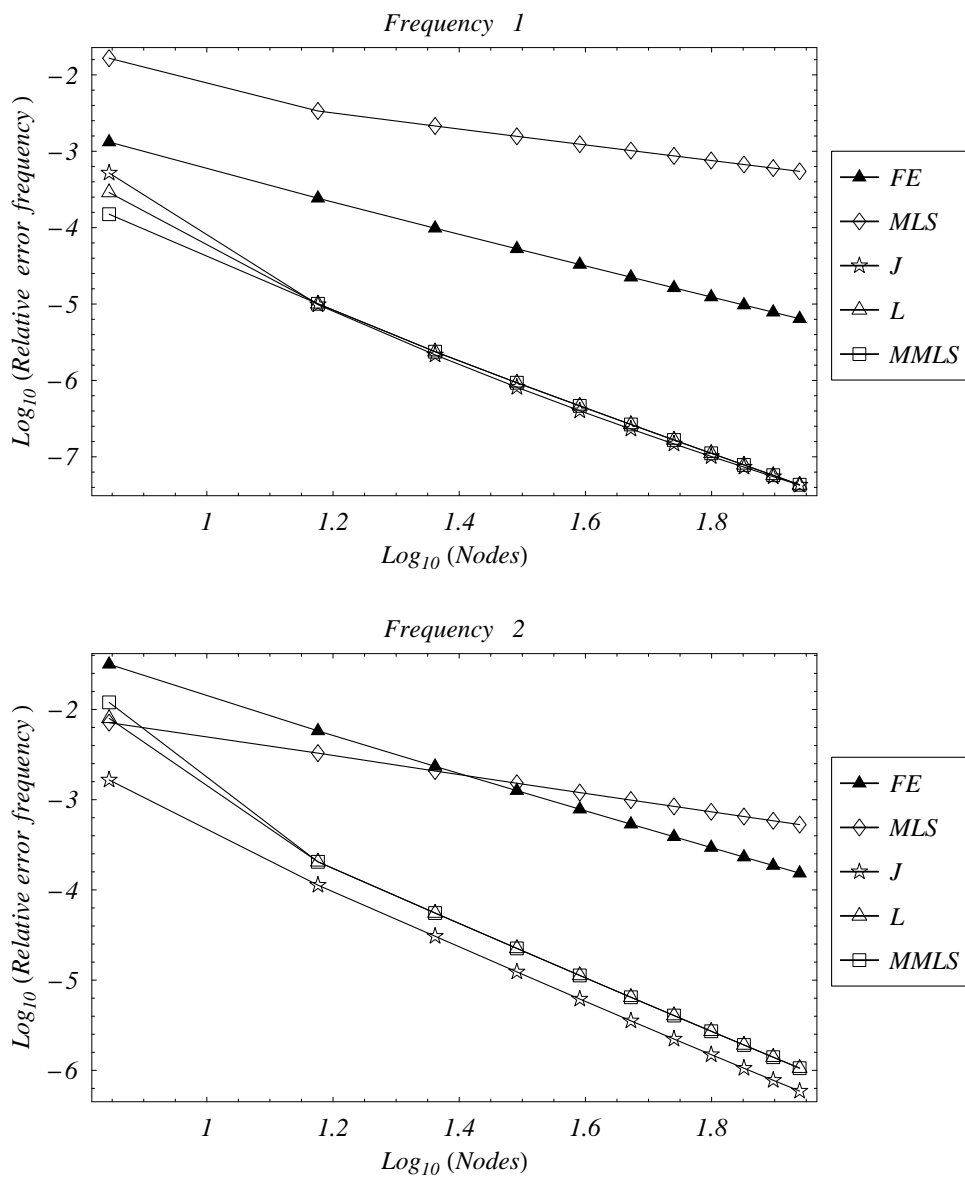 Frequency 1
Log10 (Relative error frequency)
−2
−3
−4
−5
−6
−7
1
1.2
1.4
1.6
1.8
Log10 (Nodes)
FE
MLS
J
L
MMLS
Frequency 2
Log10 (Relative error frequency)
−2
−3
−4
−5
−6
1
1.2
1.4
1.6
1.8
Log10 (Nodes)
FE
MLS
J
L
MMLS